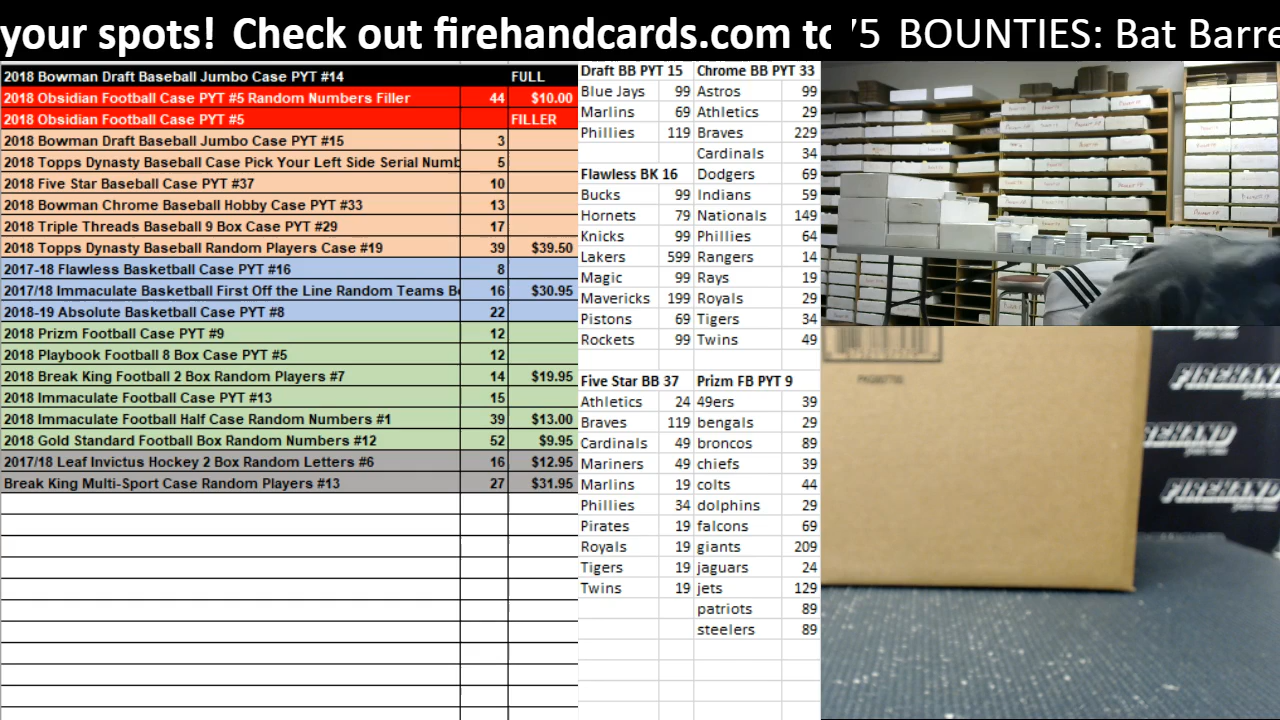 your spots! Check out firehandcards.com to
75 BOUNTIES: Bat Barre
2018 Bowman Draft Baseball Jumbo Case PYT #14 FULL
2018 Obsidian Football Case PYT #5 Random Numbers Filler 44 $10.00
2018 Obsidian Football Case PYT #5 FILLER
2018 Bowman Draft Baseball Jumbo Case PYT #15 3
2018 Topps Dynasty Baseball Case Pick Your Left Side Serial Numb 5
2018 Five Star Baseball Case PYT #37 10
2018 Bowman Chrome Baseball Hobby Case PYT #33 13
2018 Triple Threads Baseball 9 Box Case PYT #29 17
2018 Topps Dynasty Baseball Random Players Case #19 39 $39.50
2017-18 Flawless Basketball Case PYT #16 8
2017/18 Immaculate Basketball First Off the Line Random Teams Bo 16 $30.95
2018-19 Absolute Basketball Case PYT #8 22
2018 Prizm Football Case PYT #9 12
2018 Playbook Football 8 Box Case PYT #5 12
2018 Break King Football 2 Box Random Players #7 14 $19.95
2018 Immaculate Football Case PYT #13 15
2018 Immaculate Football Half Case Random Numbers #1 39 $13.00
2018 Gold Standard Football Box Random Numbers #12 52 $9.95
2017/18 Leaf Invictus Hockey 2 Box Random Letters #6 16 $12.95
Break King Multi-Sport Case Random Players #13 27 $31.95
Draft BB PYT 15
Blue Jays 99
Marlins 69
Phillies 119
Flawless BK 16
Bucks 99
Hornets 79
Knicks 99
Lakers 599
Magic 99
Mavericks 199
Pistons 69
Rockets 99
Five Star BB 37
Athletics 24
Braves 119
Cardinals 49
Mariners 49
Marlins 19
Phillies 34
Pirates 19
Royals 19
Tigers 19
Twins 19
Chrome BB PYT 33
Astros 99
Athletics 29
Braves 229
Cardinals 34
Dodgers 69
Indians 59
Nationals 149
Phillies 64
Rangers 14
Rays 19
Royals 29
Tigers 34
Twins 49
Prizm FB PYT 9
49ers 39
bengals 29
broncos 89
chiefs 39
colts 44
dolphins 29
falcons 69
giants 209
jaguars 24
jets 129
patriots 89
steelers 89
FIREHAND
FIREHAND
FIREHAND